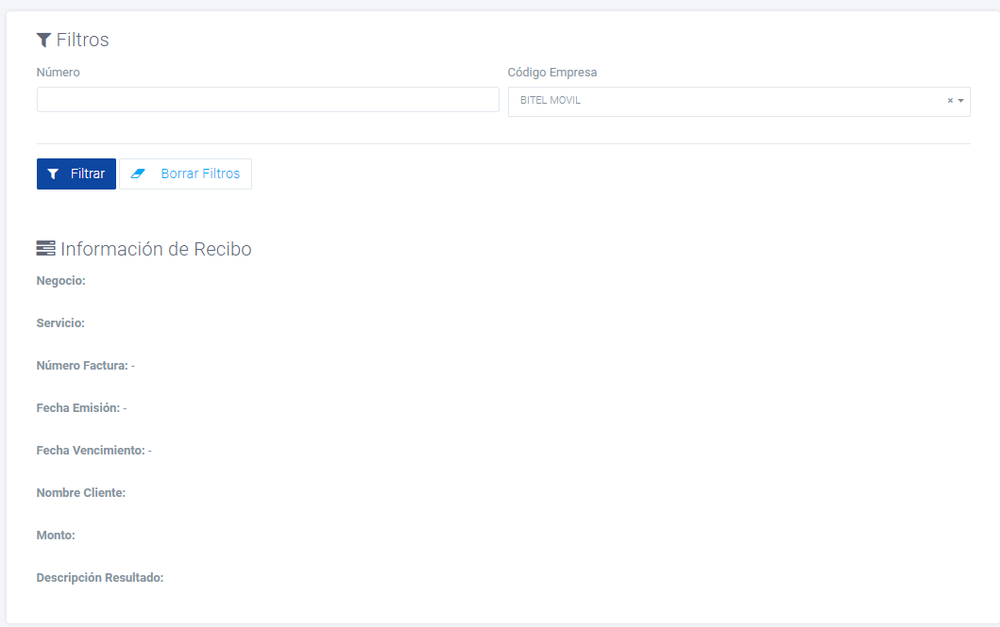 Filtros
Número
Código Empresa
BITEL MOVIL × 
Filtrar
Borrar Filtros
Información de Recibo
Negocio:
Servicio:
Número Factura: -
Fecha Emisión: -
Fecha Vencimiento: -
Nombre Cliente:
Monto:
Descripción Resultado: